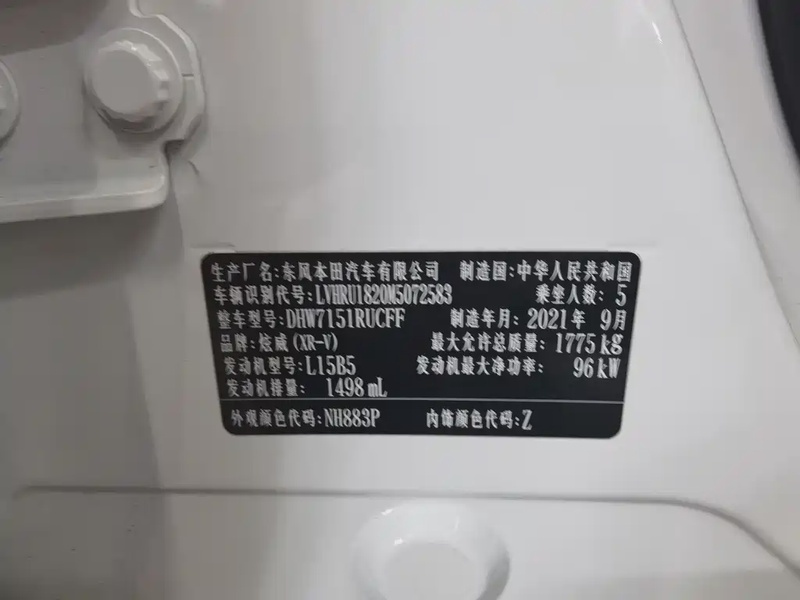 生产厂名:东风本田汽车有限公司 制造国:中华人民共和国
车辆识别代号:LVHRU1820M5072583 乘坐人数: 5
整车型号:DHW7151RUCFF 制造年月:2021年 9月
品牌:炫威(XR-V) 最大允许总质量: 1775kg
发动机型号:L15B5 发动机最大净功率: 96kW
发动机排量: 1498mL
外观颜色代码:NH883P 内饰颜色代码:Z